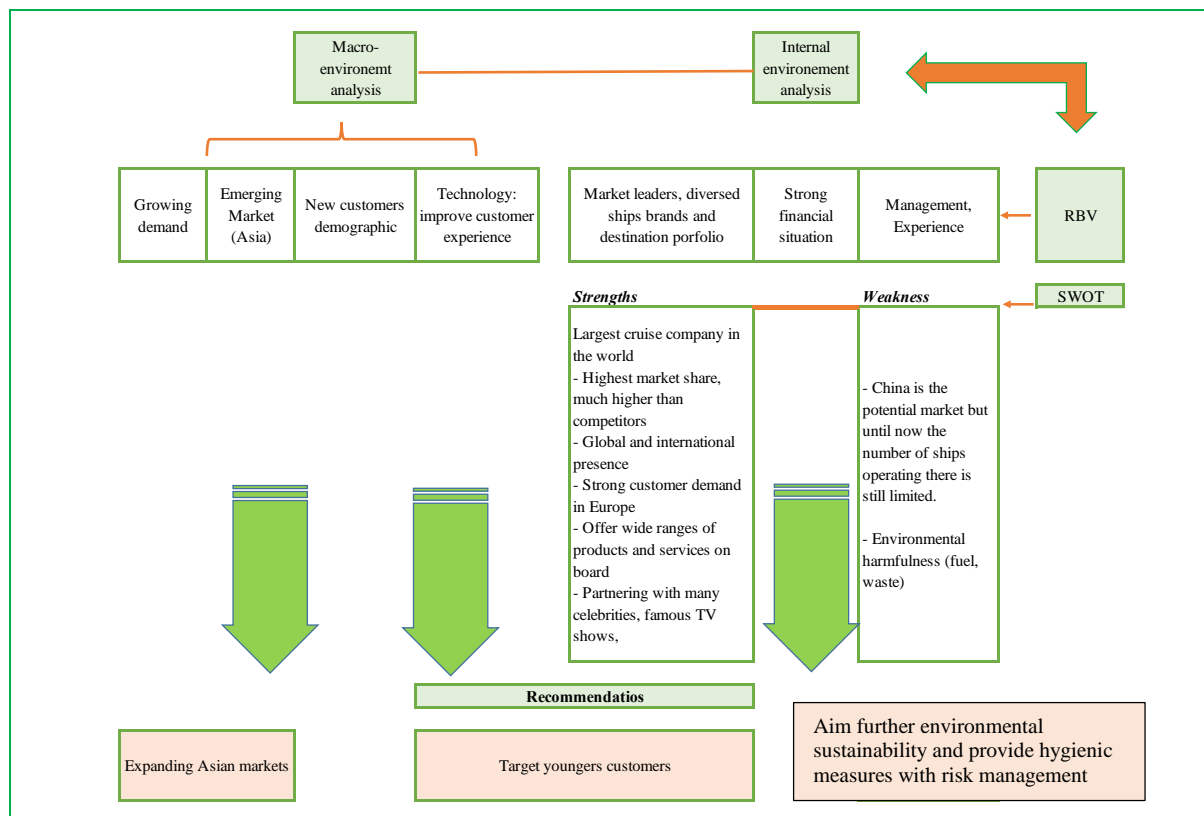 Macro-
environemt
analysis
Internal
environement
analysis
Growing
demand
Emerging
Market
(Asia)
New customers
demographic
Technology:
improve customer
experience
Market leaders, diversed
ships brands and
destination porfolio
Strong
financial
situation
Management,
Experience
RBV
Strengths
Weakness
SWOT
Largest cruise company in
the world
- Highest market share,
much higher than
competitors
- Global and international
presence
- Strong customer demand
in Europe
- Offer wide ranges of
products and services on
board
- Partnering with many
celebrities, famous TV
shows,
- China is the
potential market but
until now the
number of ships
operating there is
still limited.
- Environmental
harmfulness (fuel,
waste)
Recommendatios
Expanding Asian markets
Target youngers customers
Aim further environmental
sustainability and provide hygienic
measures with risk management